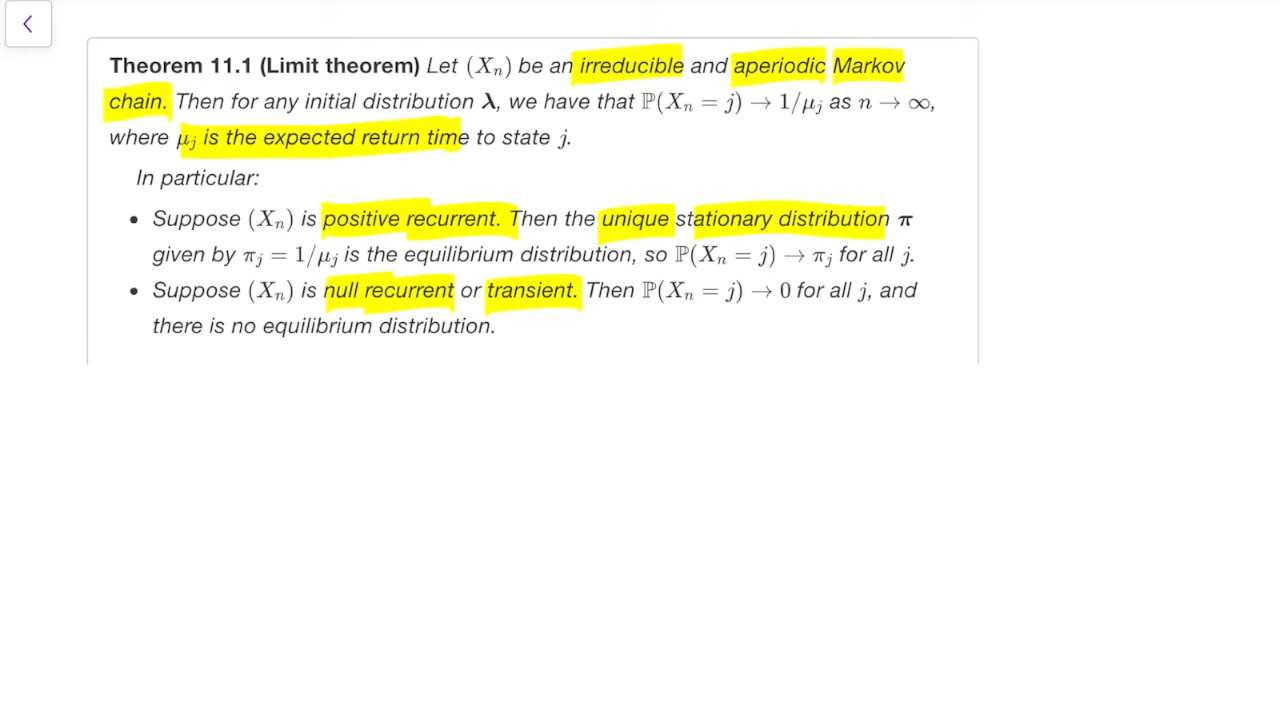 Theorem 11.1 (Limit theorem) Let (Xₙ) be an irreducible and aperiodic Markov
chain. Then for any initial distribution λ, we have that ℙ(Xₙ = j) → 1/μⱼ as n → ∞,
where μⱼ is the expected return time to state j.
In particular:
• Suppose (Xₙ) is positive recurrent. Then the unique stationary distribution π
given by πⱼ = 1/μⱼ is the equilibrium distribution, so ℙ(Xₙ = j) → πⱼ for all j.
• Suppose (Xₙ) is null recurrent or transient. Then ℙ(Xₙ = j) → 0 for all j, and
there is no equilibrium distribution.